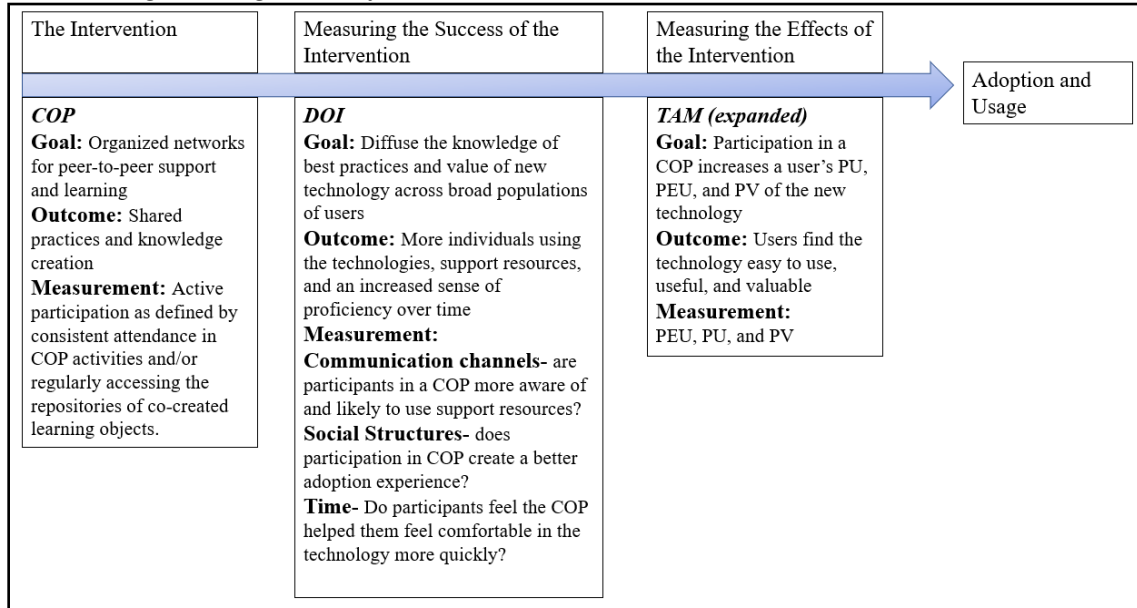 The Intervention
Measuring the Success of the
Intervention
Measuring the Effects of
the Intervention
Adoption and
Usage
COP
Goal: Organized networks
for peer-to-peer support
and learning
Outcome: Shared
practices and knowledge
creation
Measurement: Active
participation as defined by
consistent attendance in
COP activities and/or
regularly accessing the
repositories of co-created
learning objects.
DOI
Goal: Diffuse the knowledge of
best practices and value of new
technology across broad populations
of users
Outcome: More individuals using
the technologies, support resources,
and an increased sense of
proficiency over time
Measurement:
Communication channels- are
participants in a COP more aware of
and likely to use support resources?
Social Structures- does
participation in COP create a better
adoption experience?
Time- Do participants feel the COP
helped them feel comfortable in the
technology more quickly?
TAM (expanded)
Goal: Participation in a
COP increases a user's PU,
PEU, and PV of the new
technology
Outcome: Users find the
technology easy to use,
useful, and valuable
Measurement:
PEU, PU, and PV